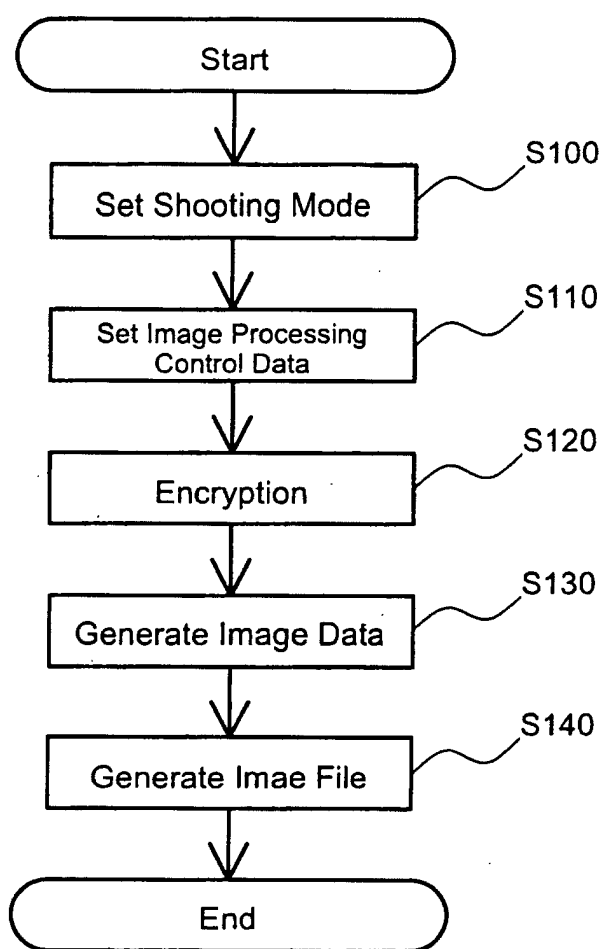 Start
S100
Set Shooting Mode
S110
Set Image Processing
Control Data
S120
Encryption
S130
Generate Image Data
S140
Generate Imae File
End